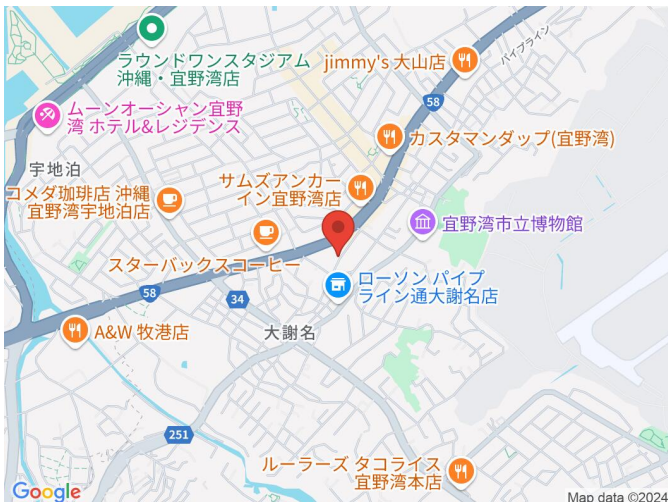 ラウンドワンスタジアム
沖縄・宜野湾店
jimmy's 大山店
パイプライン
58
ムーンオーシャン宜野
湾 ホテル&レジデンス
カスタマンダップ(宜野湾)
宇地泊
コメダ珈琲店 沖縄
宜野湾宇地泊店
サムズアンカー
イン宜野湾店
宜野湾市立博物館
スターバックスコーヒー
ローソン パイプ
ライン通大謝名店
58
34
大謝名
A&W 牧港店
251
ルーラーズ タコライス
宜野湾本店
Google
Map data ©2024